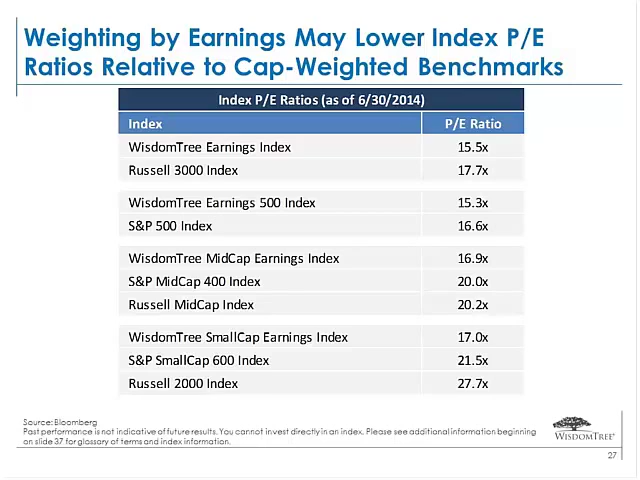 Weighting by Earnings May Lower Index P/E
Ratios Relative to Cap-Weighted Benchmarks
Index P/E Ratios (as of 6/30/2014)
Index P/E Ratio
WisdomTree Earnings Index 15.5x
Russell 3000 Index 17.7x
WisdomTree Earnings 500 Index 15.3x
S&P 500 Index 16.6x
WisdomTree MidCap Earnings Index 16.9x
S&P MidCap 400 Index 20.0x
Russell MidCap Index 20.2x
WisdomTree SmallCap Earnings Index 17.0x
S&P SmallCap 600 Index 21.5x
Russell 2000 Index 27.7x
Source: Bloomberg
Past performance is not indicative of future results. You cannot invest directly in an index. Please see additional information beginning
on slide 37 for glossary of terms and index information.
WISDOMTREE®
27